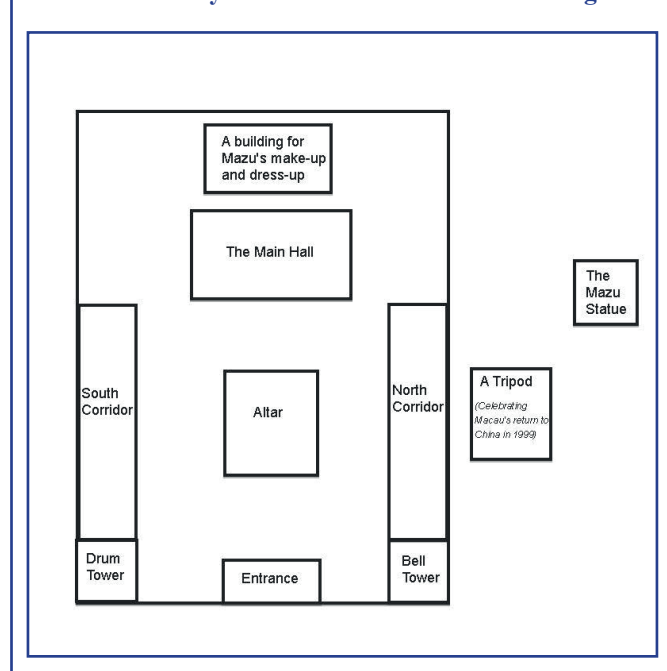 A building for
Mazu's make-up
and dress-up
The Main Hall
The
Mazu
Statue
South
Corridor
Altar
North
Corridor
A Tripod
(Celebrating
Macau's return to
China in 1999)
Drum
Tower
Entrance
Bell
Tower